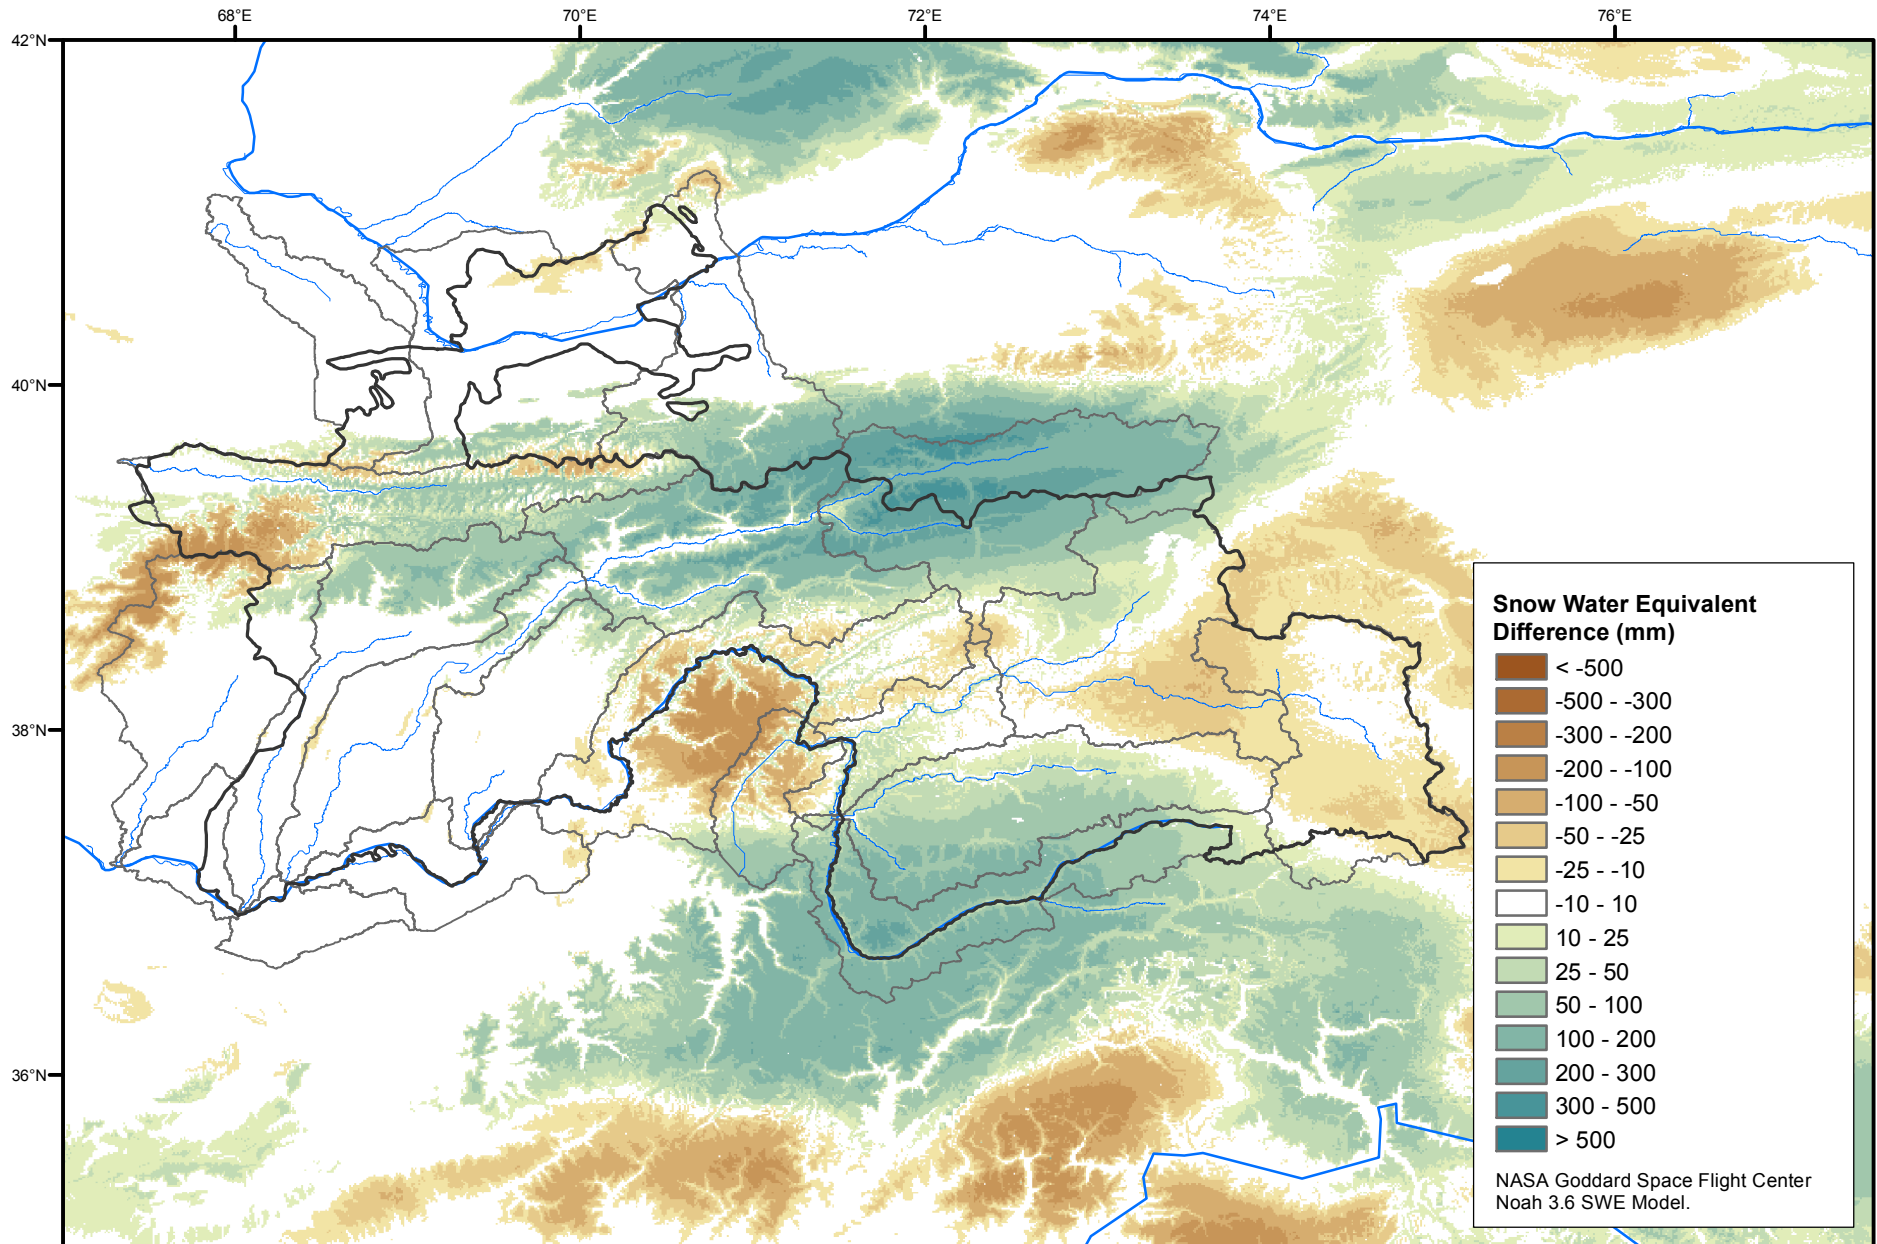 68°E 70°E 72°E 74°E 76°E
42°N
40°N
38°N
36°N
Snow Water Equivalent
Difference (mm)
< -500
-500 - -300
-300 - -200
-200 - -100
-100 - -50
-50 - -25
-25 - -10
-10 - 10
10 - 25
25 - 50
50 - 100
100 - 200
200 - 300
300 - 500
> 500
NASA Goddard Space Flight Center
Noah 3.6 SWE Model.